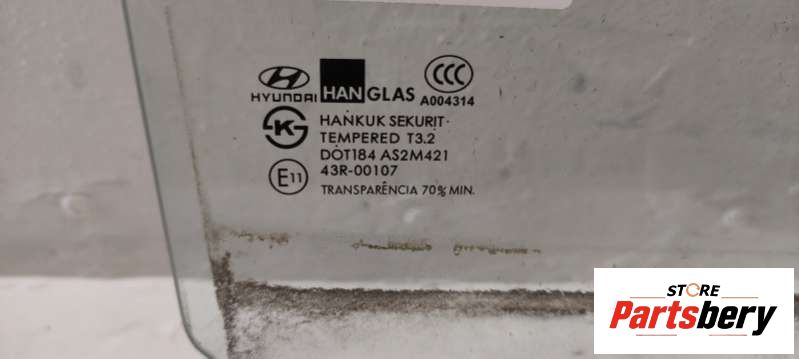 HYUNDAI HANGLAS CCC
A004314
KS
HANKUK SEKURIT
TEMPERED T3.2
DOT184 AS2M421
E11 43R-00107
TRANSPARÊNCIA 70% MIN.
STORE
Partsbery